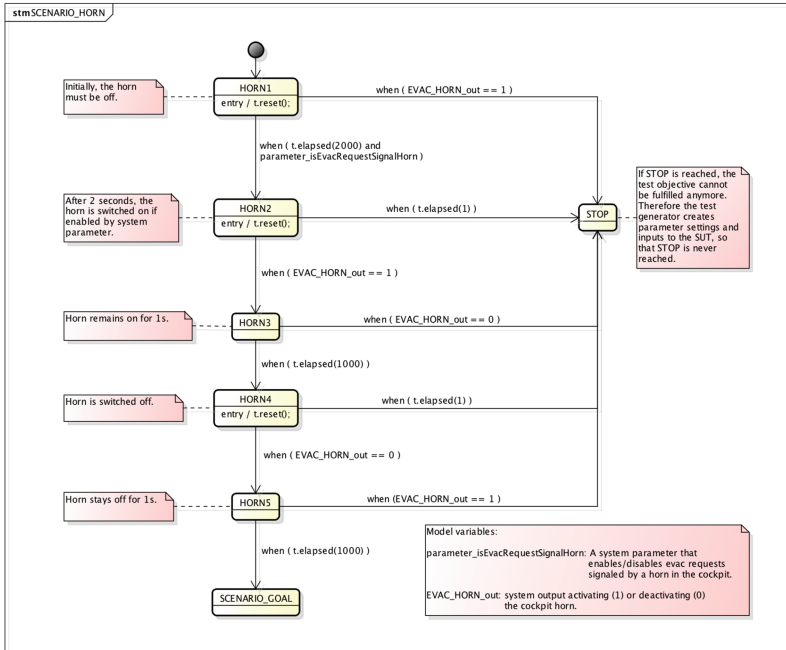 stmSCENARIO_HORN
Initially, the horn
must be off.
HORN1
entry / t.reset();
when ( EVAC_HORN_out == 1 )
when ( t.elapsed(2000) and
parameter_isEvacRequestSignalHorn )
After 2 seconds, the
horn is switched on if
enabled by system
parameter.
HORN2
entry / t.reset();
when ( t.elapsed(1) )
STOP
If STOP is reached, the
test objective cannot
be fulfilled anymore.
Therefore the test
generator creates
parameter settings and
inputs to the SUT, so
that STOP is never
reached.
when ( EVAC_HORN_out == 1 )
Horn remains on for 1s.
HORN3
when ( EVAC_HORN_out == 0 )
when ( t.elapsed(1000) )
Horn is switched off.
HORN4
entry / t.reset();
when ( t.elapsed(1) )
when ( EVAC_HORN_out == 0 )
Horn stays off for 1s.
HORN5
when (EVAC_HORN_out == 1 )
when ( t.elapsed(1000) )
SCENARIO_GOAL
Model variables:
parameter_isEvacRequestSignalHorn: A system parameter that
enables/disables evac requests
signaled by a horn in the cockpit.
EVAC_HORN_out: system output activating (1) or deactivating (0)
the cockpit horn.